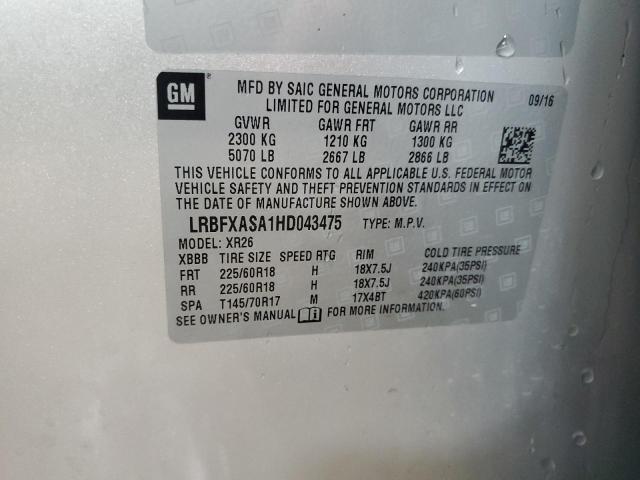 GM
MFD BY SAIC GENERAL MOTORS CORPORATION 09/16
LIMITED FOR GENERAL MOTORS LLC
GVWR GAWR FRT GAWR RR
2300 KG 1210 KG 1300 KG
5070 LB 2667 LB 2866 LB
THIS VEHICLE CONFORMS TO ALL APPLICABLE U.S. FEDERAL MOTOR
VEHICLE SAFETY AND THEFT PREVENTION STANDARDS IN EFFECT ON
THE DATE OF MANUFACTURE SHOWN ABOVE.
LRBFXASA1HD043475 TYPE: M.P.V.
MODEL: XR26
XBBB TIRE SIZE SPEED RTG RIM COLD TIRE PRESSURE
FRT 225/60R18 H 18X7.5J 240KPA(35PSI)
RR 225/60R18 H 18X7.5J 240KPA(35PSI)
SPA T145/70R17 M 17X4BT 420KPA(60PSI)
SEE OWNER'S MANUAL FOR MORE INFORMATION.